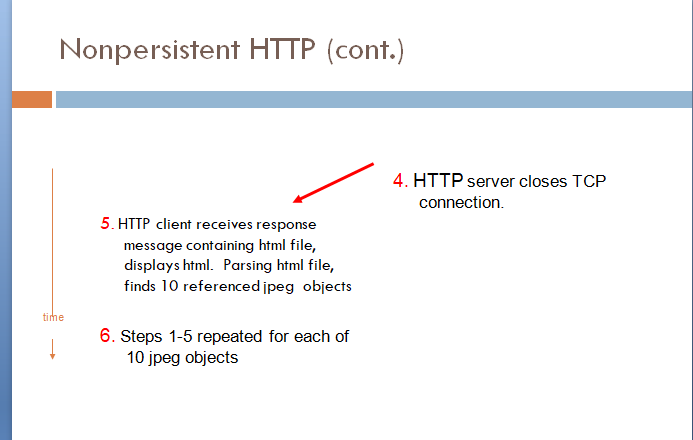 Nonpersistent HTTP (cont.)
4. HTTP server closes TCP
connection.
5. HTTP client receives response
message containing html file,
displays html. Parsing html file,
finds 10 referenced jpeg objects
time
6. Steps 1-5 repeated for each of
10 jpeg objects